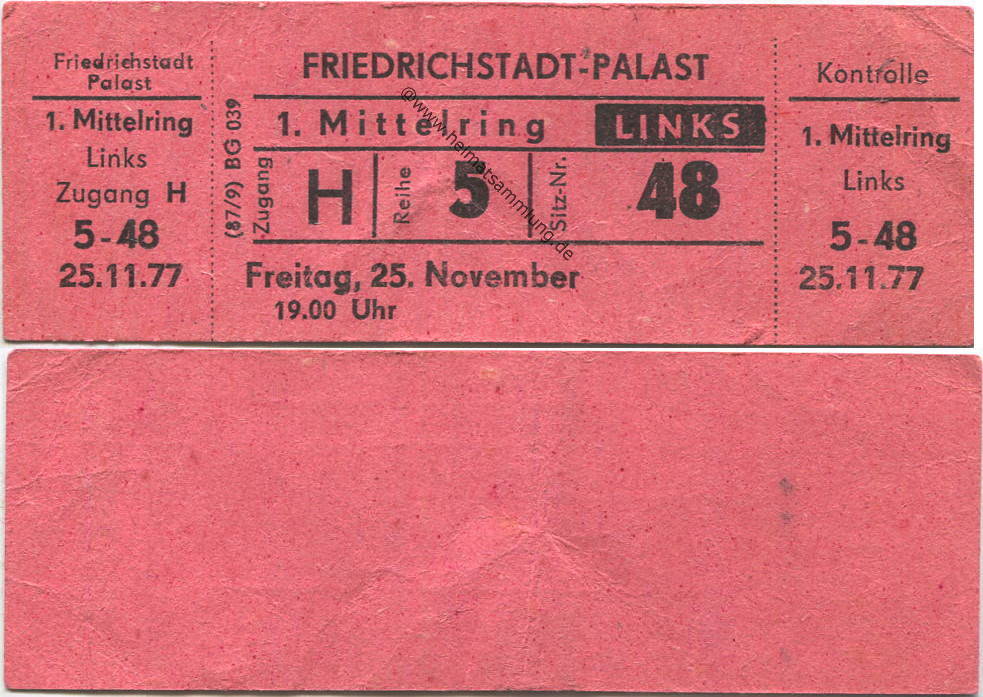 Friedrichstadt
Palast
1. Mittelring
Links
Zugang H
5-48
25.11.77
(87/9) BG 039
FRIEDRICHSTADT-PALAST
1. Mittelring LINKS
Zugang H Reihe 5 Sitz-Nr. 48
Freitag, 25. November
19.00 Uhr
Kontrolle
1. Mittelring
Links
5-48
25.11.77
@www.heimatsammlung.de